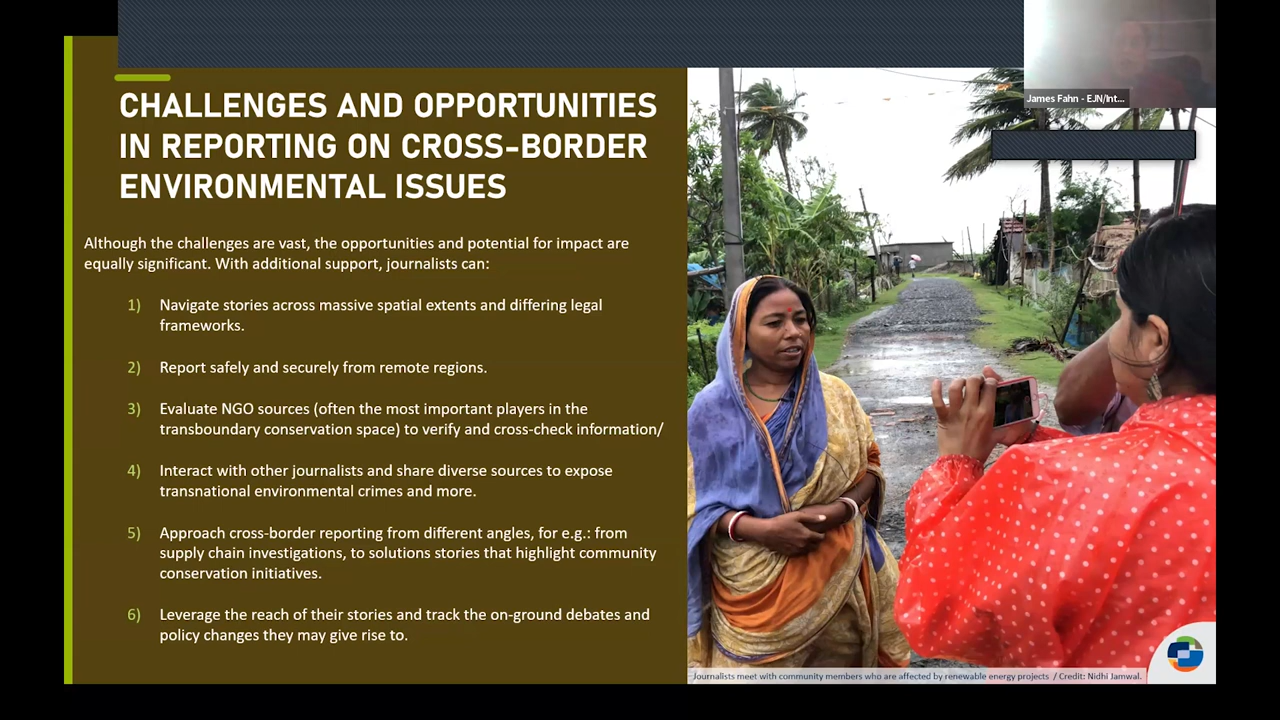 James Fahn - EJN/Int...
CHALLENGES AND OPPORTUNITIES
IN REPORTING ON CROSS-BORDER
ENVIRONMENTAL ISSUES
Although the challenges are vast, the opportunities and potential for impact are
equally significant. With additional support, journalists can:
1) Navigate stories across massive spatial extents and differing legal
frameworks.
2) Report safely and securely from remote regions.
3) Evaluate NGO sources (often the most important players in the
transboundary conservation space) to verify and cross-check information/
4) Interact with other journalists and share diverse sources to expose
transnational environmental crimes and more.
5) Approach cross-border reporting from different angles, for e.g.: from
supply chain investigations, to solutions stories that highlight community
conservation initiatives.
6) Leverage the reach of their stories and track the on-ground debates and
policy changes they may give rise to.
Journalists meet with community members who are affected by renewable energy projects / Credit: Nidhi Jamwal.